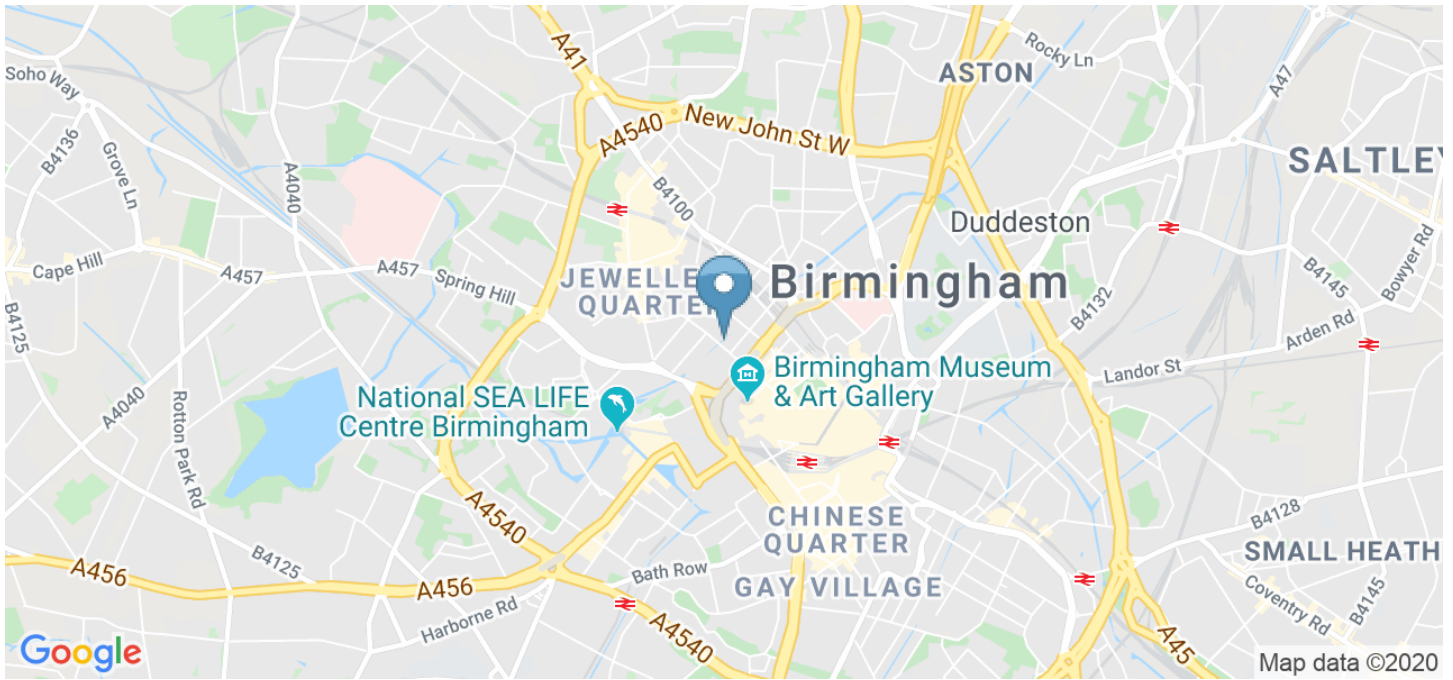 A41
Rocky Ln
ASTON
A47
Soho Way
B4136
Grove Ln
A4040
A4540
New John St W
SALTLEY
B4100
Duddeston
Bowyer Rd
Cape Hill
A457
A457
Spring Hill
JEWELLE
QUARTER
Birmingham
B4132
B4145
Arden Rd
B4125
A4040
Rotton Park Rd
National SEA LIFE
Centre Birmingham
Birmingham Museum
& Art Gallery
Landor St
A4540
CHINESE
QUARTER
B4128
SMALL HEATH
B4125
A456
A456
Bath Row
GAY VILLAGE
Harborne Rd
A4540
A45
Coventry Rd
B4145
Google
Map data ©2020